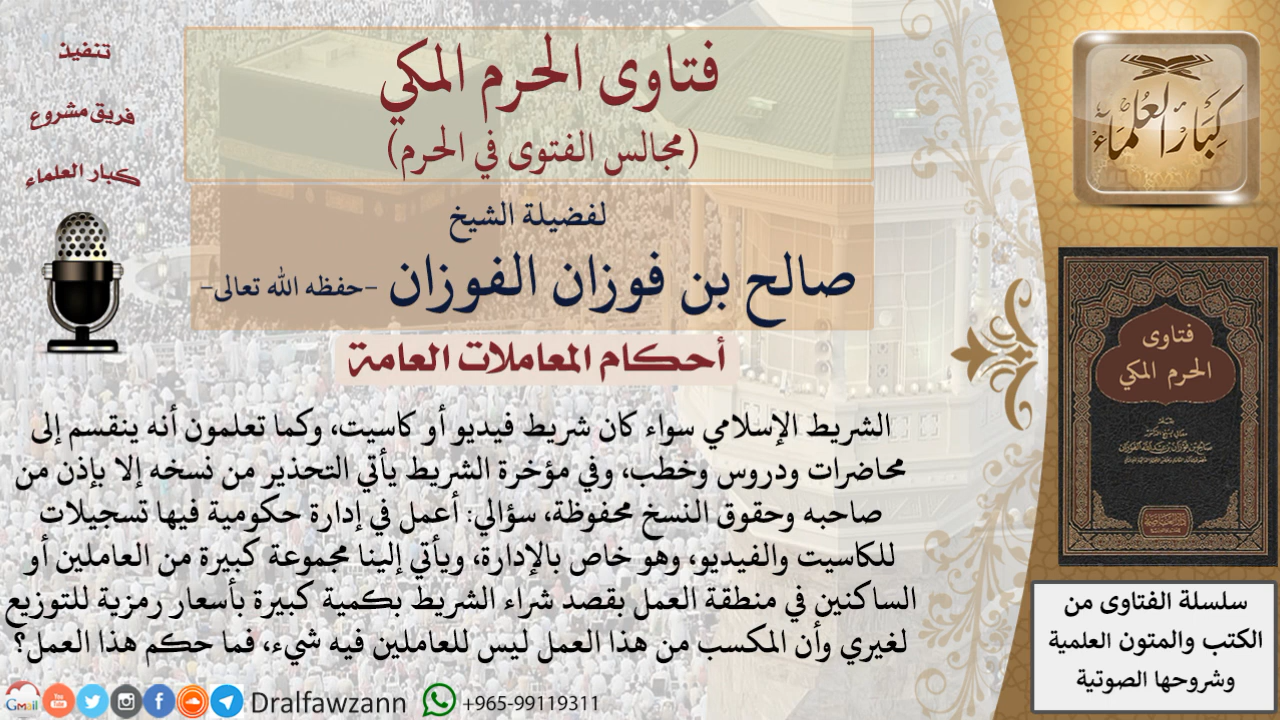 تنفيذ
فريق مشروع
كبار العلماء
فتاوى الحرم المكي
(مجالس الفتوى في الحرم)
لفضيلة الشيخ
صالح بن فوزان الفوزان -حفظه الله تعالى-
أحكام المعاملات العامة
الشريط الإسلامي سواء كان شريط فيديو أو كاسيت، وكما تعلمون أنه ينقسم إلى
محاضرات ودروس وخطب، وفي مؤخرة الشريط يأتي التحذير من نسخه إلا بإذن من
صاحبه وحقوق النسخ محفوظة، سؤالي: أعمل في إدارة حكومية فيها تسجيلات
للكاسيت والفيديو، وهو خاص بالإدارة، ويأتي إلينا مجموعة كبيرة من العاملين أو
الساكنين في منطقة العمل بقصد شراء الشريط بكمية كبيرة بأسعار رمزية للتوزيع
لغيري وأن المكسب من هذا العمل ليس للعاملين فيه شيء، فما حكم هذا العمل؟
كبار العلماء
فتاوى
الحرم المكي
سلسلة الفتاوى من
الكتب والمتون العلمية
وشروحها الصوتية
Gmail
You
Tube
Dralfawzann
+965-99119311